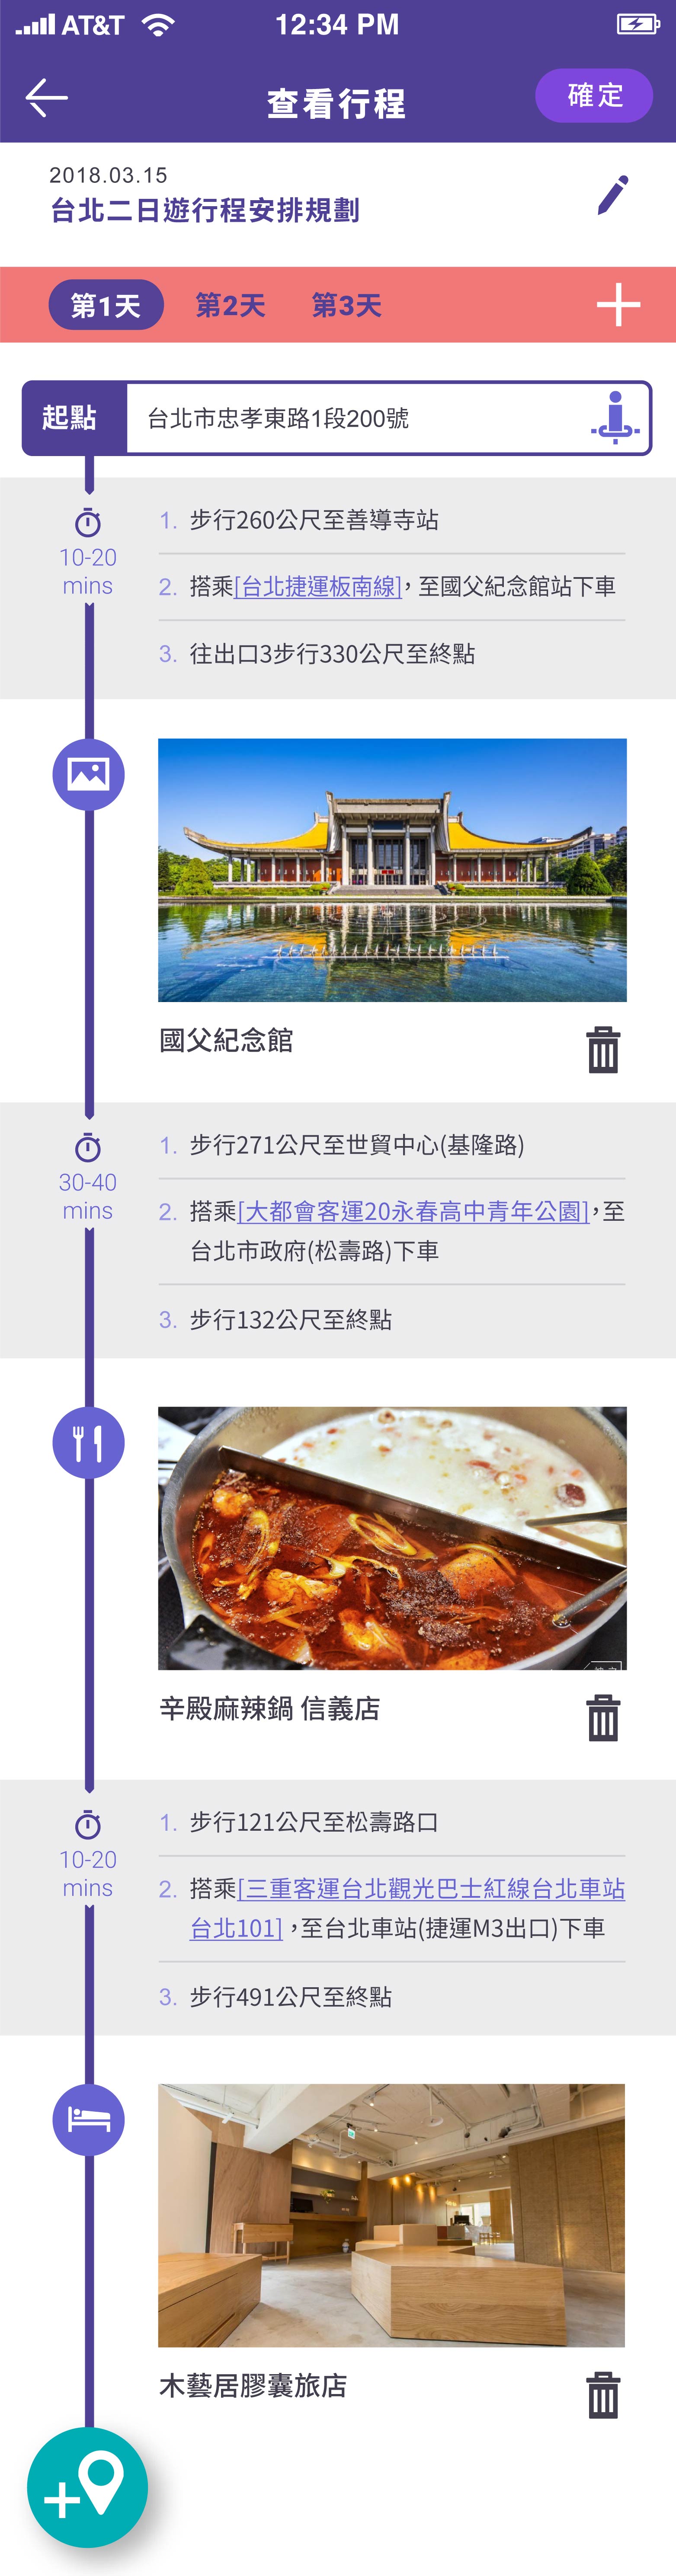 AT&T 12:34 PM
查看行程
確定
2018.03.15
台北二日遊行程安排規劃
第1天 第2天 第3天
起點 台北市忠孝東路1段200號
10-20
mins
1. 步行260公尺至善導寺站
2. 搭乘[台北捷運板南線],至國父紀念館站下車
3. 往出口3步行330公尺至終點
國父紀念館
30-40
mins
1. 步行271公尺至世貿中心(基隆路)
2. 搭乘[大都會客運20永春高中青年公園],至
台北市政府(松壽路)下車
3. 步行132公尺至終點
辛殿麻辣鍋 信義店
10-20
mins
1. 步行121公尺至松壽路口
2. 搭乘[三重客運台北觀光巴士紅線台北車站
台北101],至台北車站(捷運M3出口)下車
3. 步行491公尺至終點
木藝居膠囊旅店